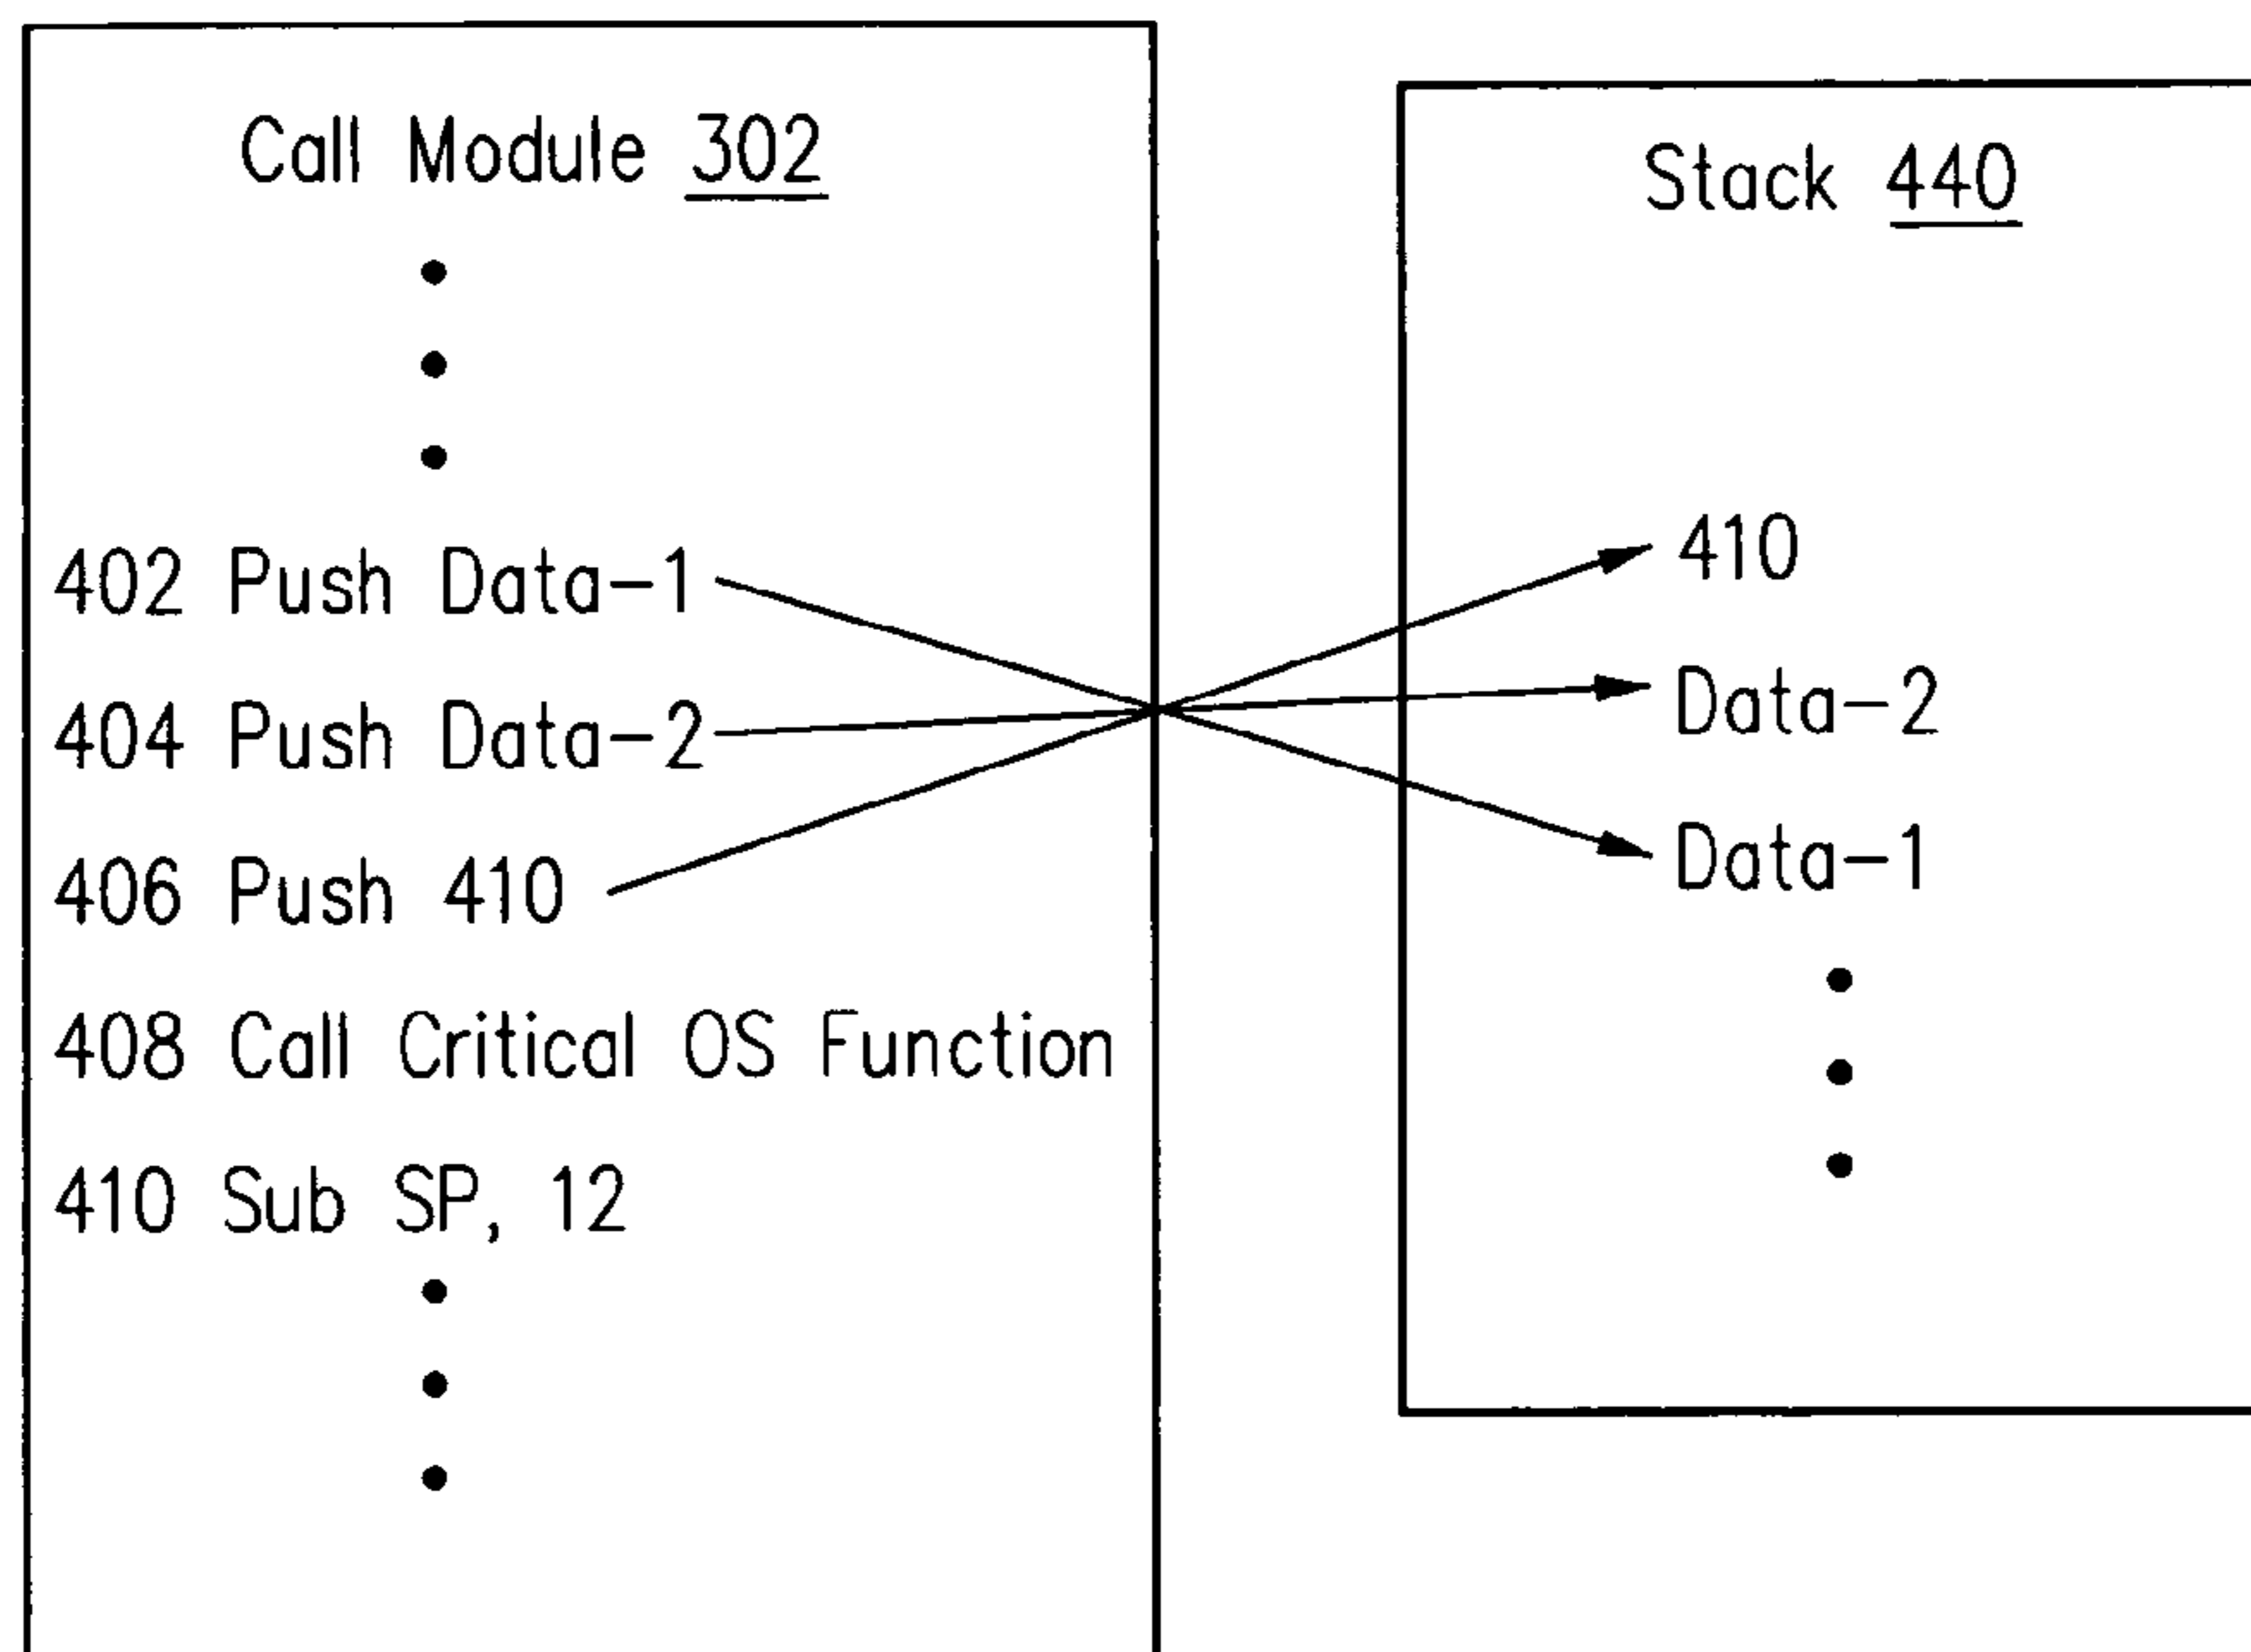 Call Module 302
402 Push Data-1
404 Push Data-2
406 Push 410
408 Call Critical OS Function
410 Sub SP, 12
Stack 440
410
Data-2
Data-1